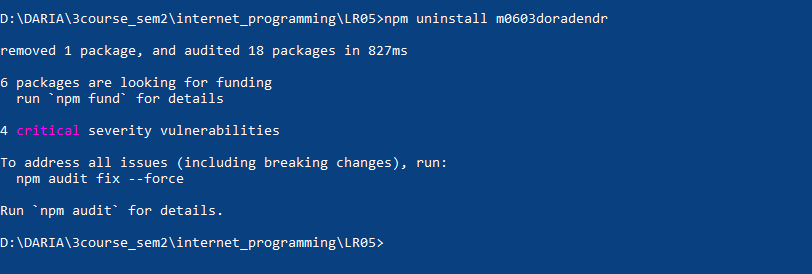 D:\DARIA\3course_sem2\internet_programming\LR05>npm uninstall m0603doradendr
removed 1 package, and audited 18 packages in 827ms
6 packages are looking for funding
  run `npm fund` for details
4 critical severity vulnerabilities
To address all issues (including breaking changes), run:
  npm audit fix --force
Run `npm audit` for details.
D:\DARIA\3course_sem2\internet_programming\LR05>